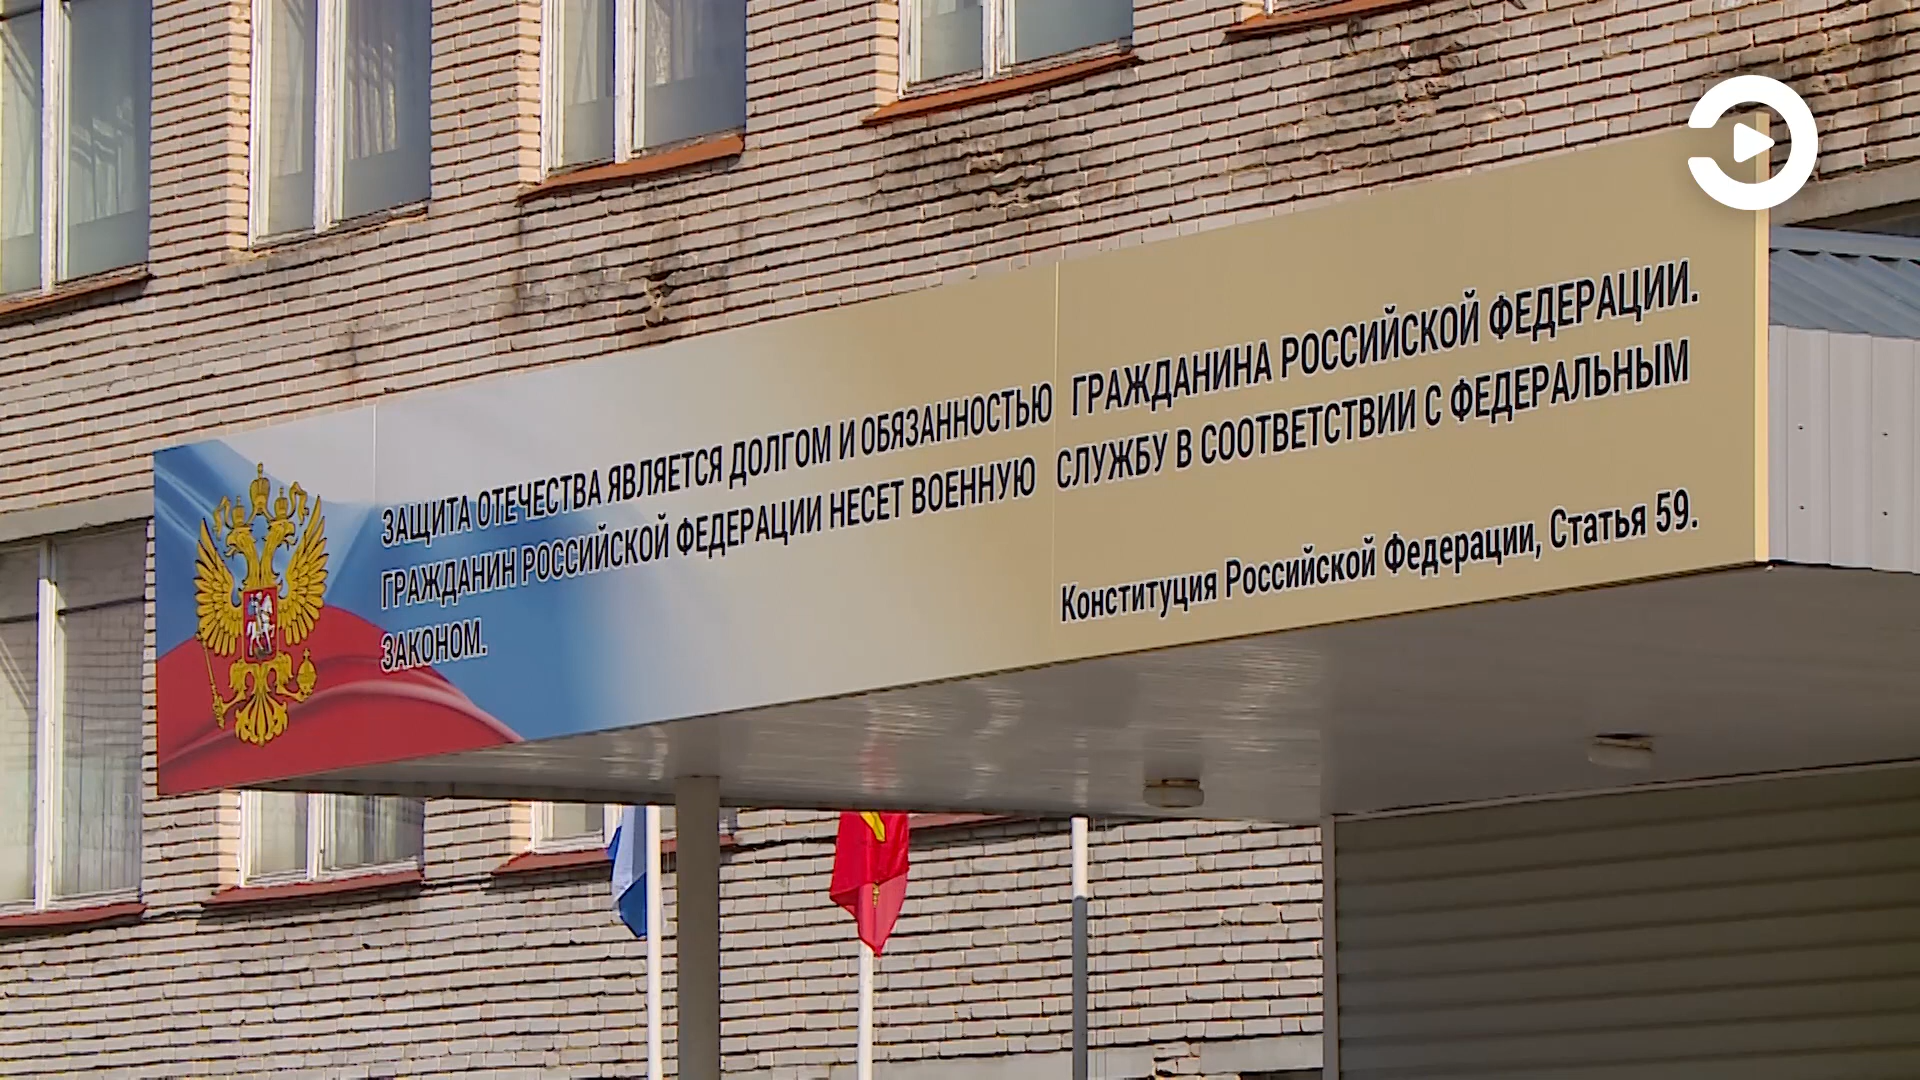 ЗАЩИТА ОТЕЧЕСТВА ЯВЛЯЕТСЯ ДОЛГОМ И ОБЯЗАННОСТЬЮ ГРАЖДАНИНА РОССИЙСКОЙ ФЕДЕРАЦИИ.
ГРАЖДАНИН РОССИЙСКОЙ ФЕДЕРАЦИИ НЕСЕТ ВОЕННУЮ СЛУЖБУ В СООТВЕТСТВИИ С ФЕДЕРАЛЬНЫМ
ЗАКОНОМ.
Конституция Российской Федерации, Статья 59.